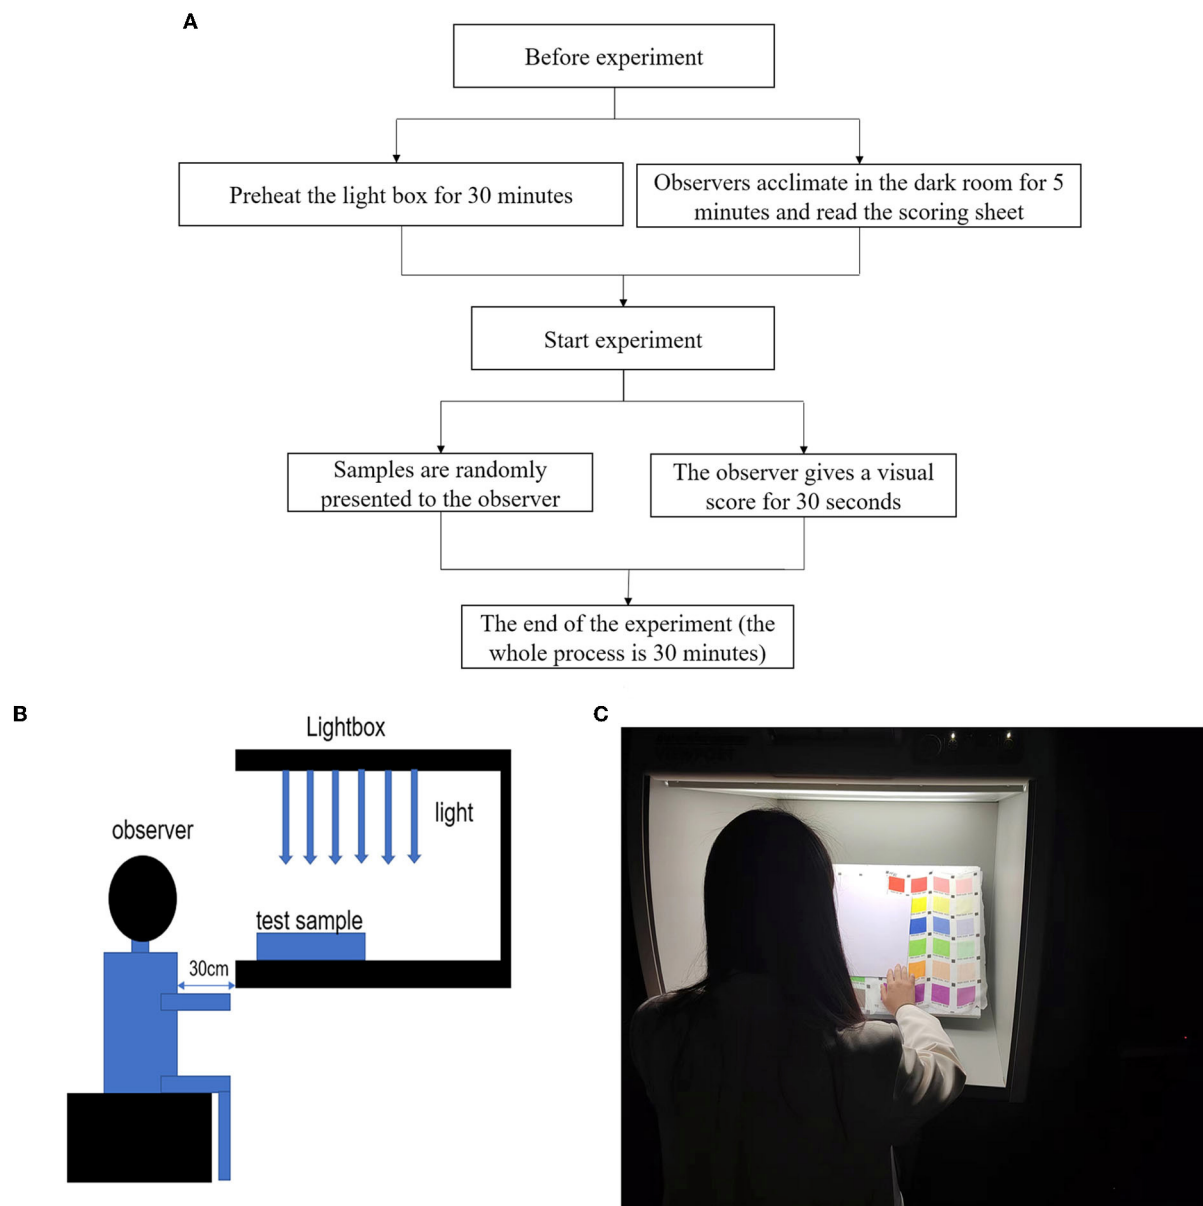 A
Before experiment
Preheat the light box for 30 minutes
Observers acclimate in the dark room for 5
minutes and read the scoring sheet
Start experiment
Samples are randomly
presented to the observer
The observer gives a visual
score for 30 seconds
The end of the experiment (the
whole process is 30 minutes)
B
Lightbox
light
observer
test sample
30cm
C